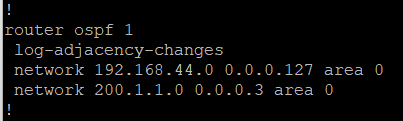 !
router ospf 1
 log-adjacency-changes
 network 192.168.44.0 0.0.0.127 area 0
 network 200.1.1.0 0.0.0.3 area 0
!